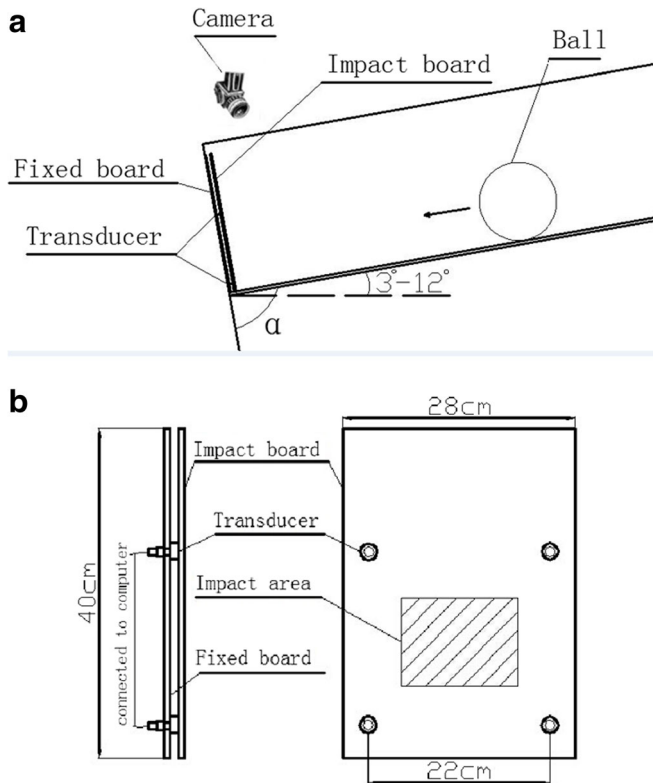 a
Camera
Impact board
Ball
Fixed board
Transducer
3°-12°
α
b
28cm
Impact board
Transducer
40cm
connected to computer
Impact area
Fixed board
22cm